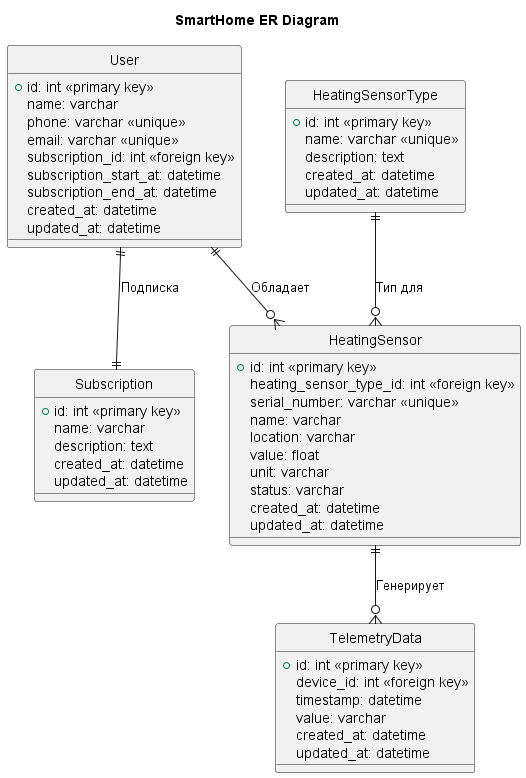 SmartHome ER Diagram
User
id: int «primary key»
name: varchar
phone: varchar «unique»
email: varchar «unique»
subscription_id: int «foreign key»
subscription_start_at: datetime
subscription_end_at: datetime
created_at: datetime
updated_at: datetime
HeatingSensorType
id: int «primary key»
name: varchar «unique»
description: text
created_at: datetime
updated_at: datetime
Подписка
Обладает
Тип для
Subscription
id: int «primary key»
name: varchar
description: text
created_at: datetime
updated_at: datetime
HeatingSensor
id: int «primary key»
heating_sensor_type_id: int «foreign key»
serial_number: varchar «unique»
name: varchar
location: varchar
value: float
unit: varchar
status: varchar
created_at: datetime
updated_at: datetime
Генерирует
TelemetryData
id: int «primary key»
device_id: int «foreign key»
timestamp: datetime
value: varchar
created_at: datetime
updated_at: datetime